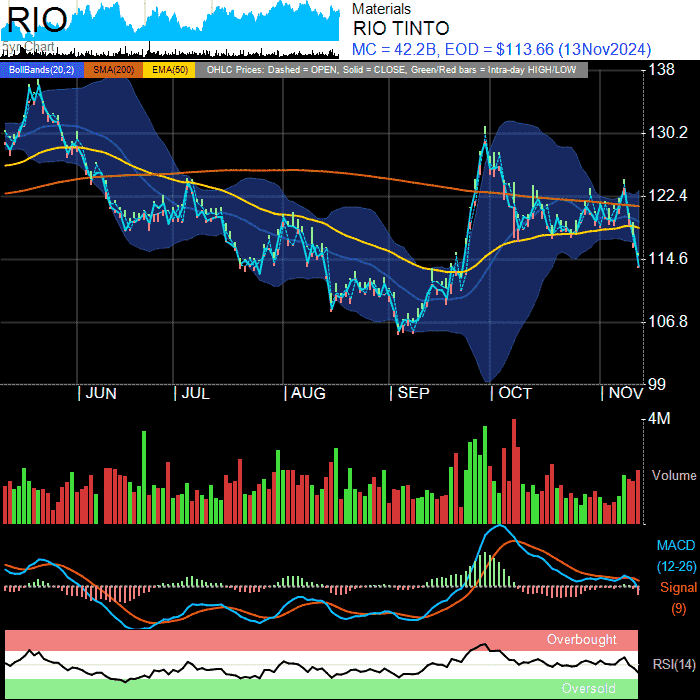 RIO
5yr Chart
Materials
RIO TINTO
MC = 42.2B, EOD = $113.66 (13Nov2024)
BollBands(20,2) SMA(200) EMA(50) OHLC Prices: Dashed = OPEN, Solid = CLOSE, Green/Red bars = Intra-day HIGH/LOW
138
130.2
122.4
114.6
106.8
99
| JUN | JUL | AUG | SEP | OCT | NOV
4M
Volume
MACD
(12-26)
Signal
(9)
Overbought
RSI(14)
Oversold